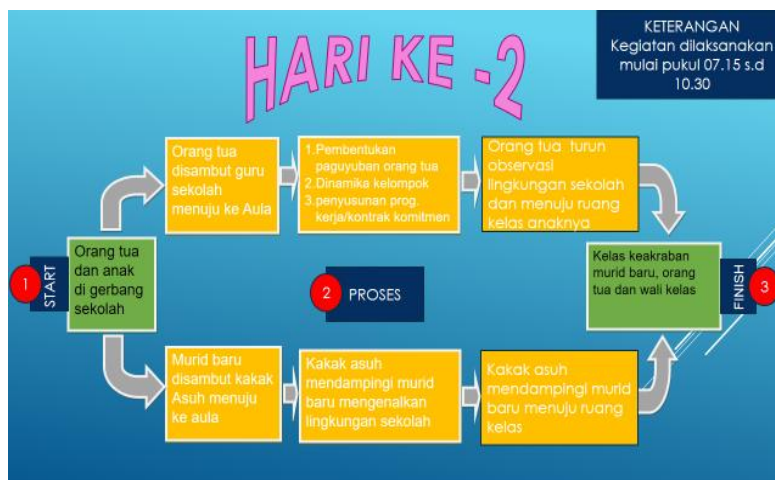 HARI KE -2
KETERANGAN
Kegiatan dilaksanakan
mulai pukul 07.15 s.d
10.30
1
START
Orang tua
dan anak
di gerbang
sekolah
Orang tua
disambut guru
sekolah
menuju ke Aula
1.Pembentukan
paguyuban orang tua
2.Dinamika kelompok
3.penyusunan prog.
kerja/kontrak komitmen
Orang tua turun
observasi
lingkungan sekolah
dan menuju ruang
kelas anaknya
2
PROSES
Murid baru
disambut kakak
Asuh menuju
ke aula
Kakak asuh
mendampingi murid
baru mengenalkan
lingkungan sekolah
Kakak asuh
mendampingi murid
baru menuju ruang
kelas
Kelas keakraban
murid baru, orang
tua dan wali kelas
FINISH
3